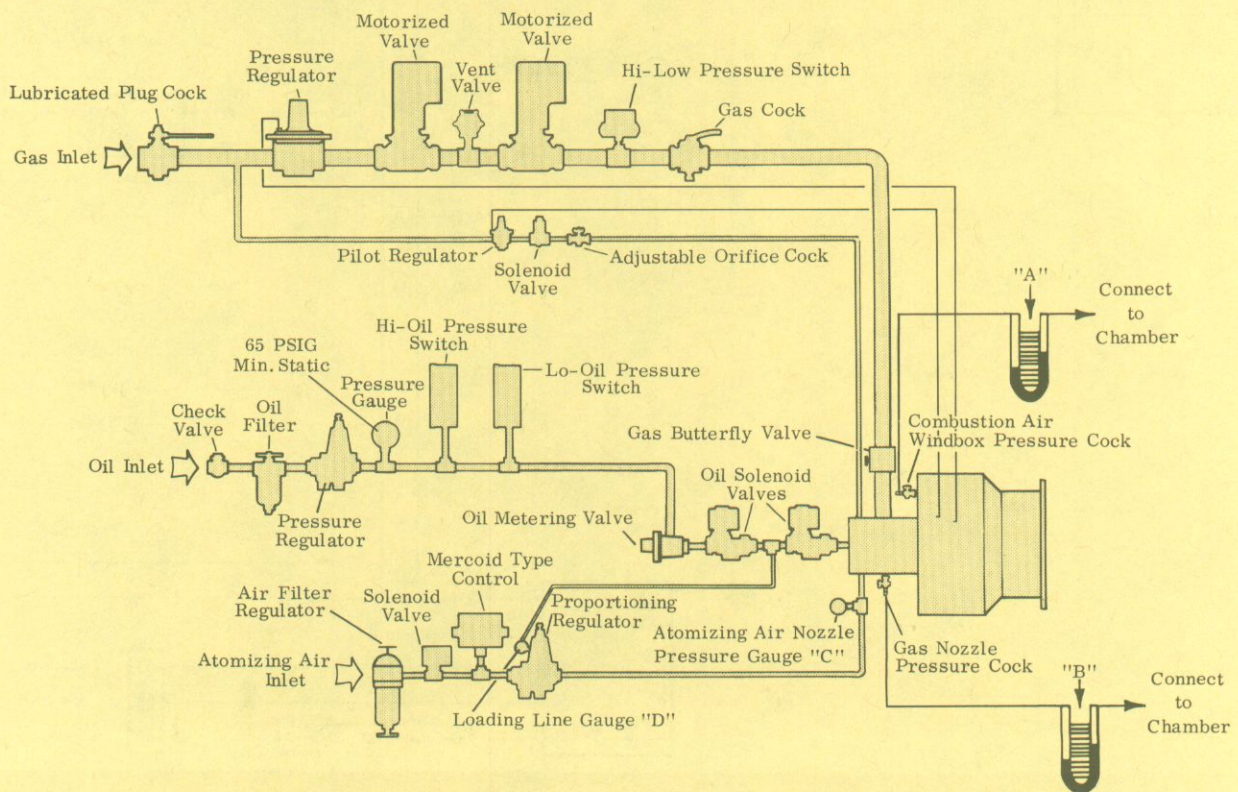 Motorized
Valve
Motorized
Valve
Pressure
Regulator
Vent
Valve
Hi-Low Pressure Switch
Lubricated Plug Cock
Gas Cock
Gas Inlet
Pilot Regulator
Solenoid
Valve
Adjustable Orifice Cock
"A"
Connect
to
Chamber
Hi-Oil Pressure
Switch
65 PSIG
Min. Static
Pressure
Gauge
Lo-Oil Pressure
Switch
Check
Valve
Oil
Filter
Oil Inlet
Pressure
Regulator
Gas Butterfly Valve
Combustion Air
Windbox Pressure Cock
Oil Solenoid
Valves
Oil Metering Valve
Mercoid Type
Control
Air Filter
Regulator
Solenoid
Valve
Proportioning
Regulator
Atomizing Air
Inlet
Loading Line Gauge "D"
Atomizing Air Nozzle
Pressure Gauge "C"
Gas Nozzle
Pressure Cock
"B"
Connect
to
Chamber